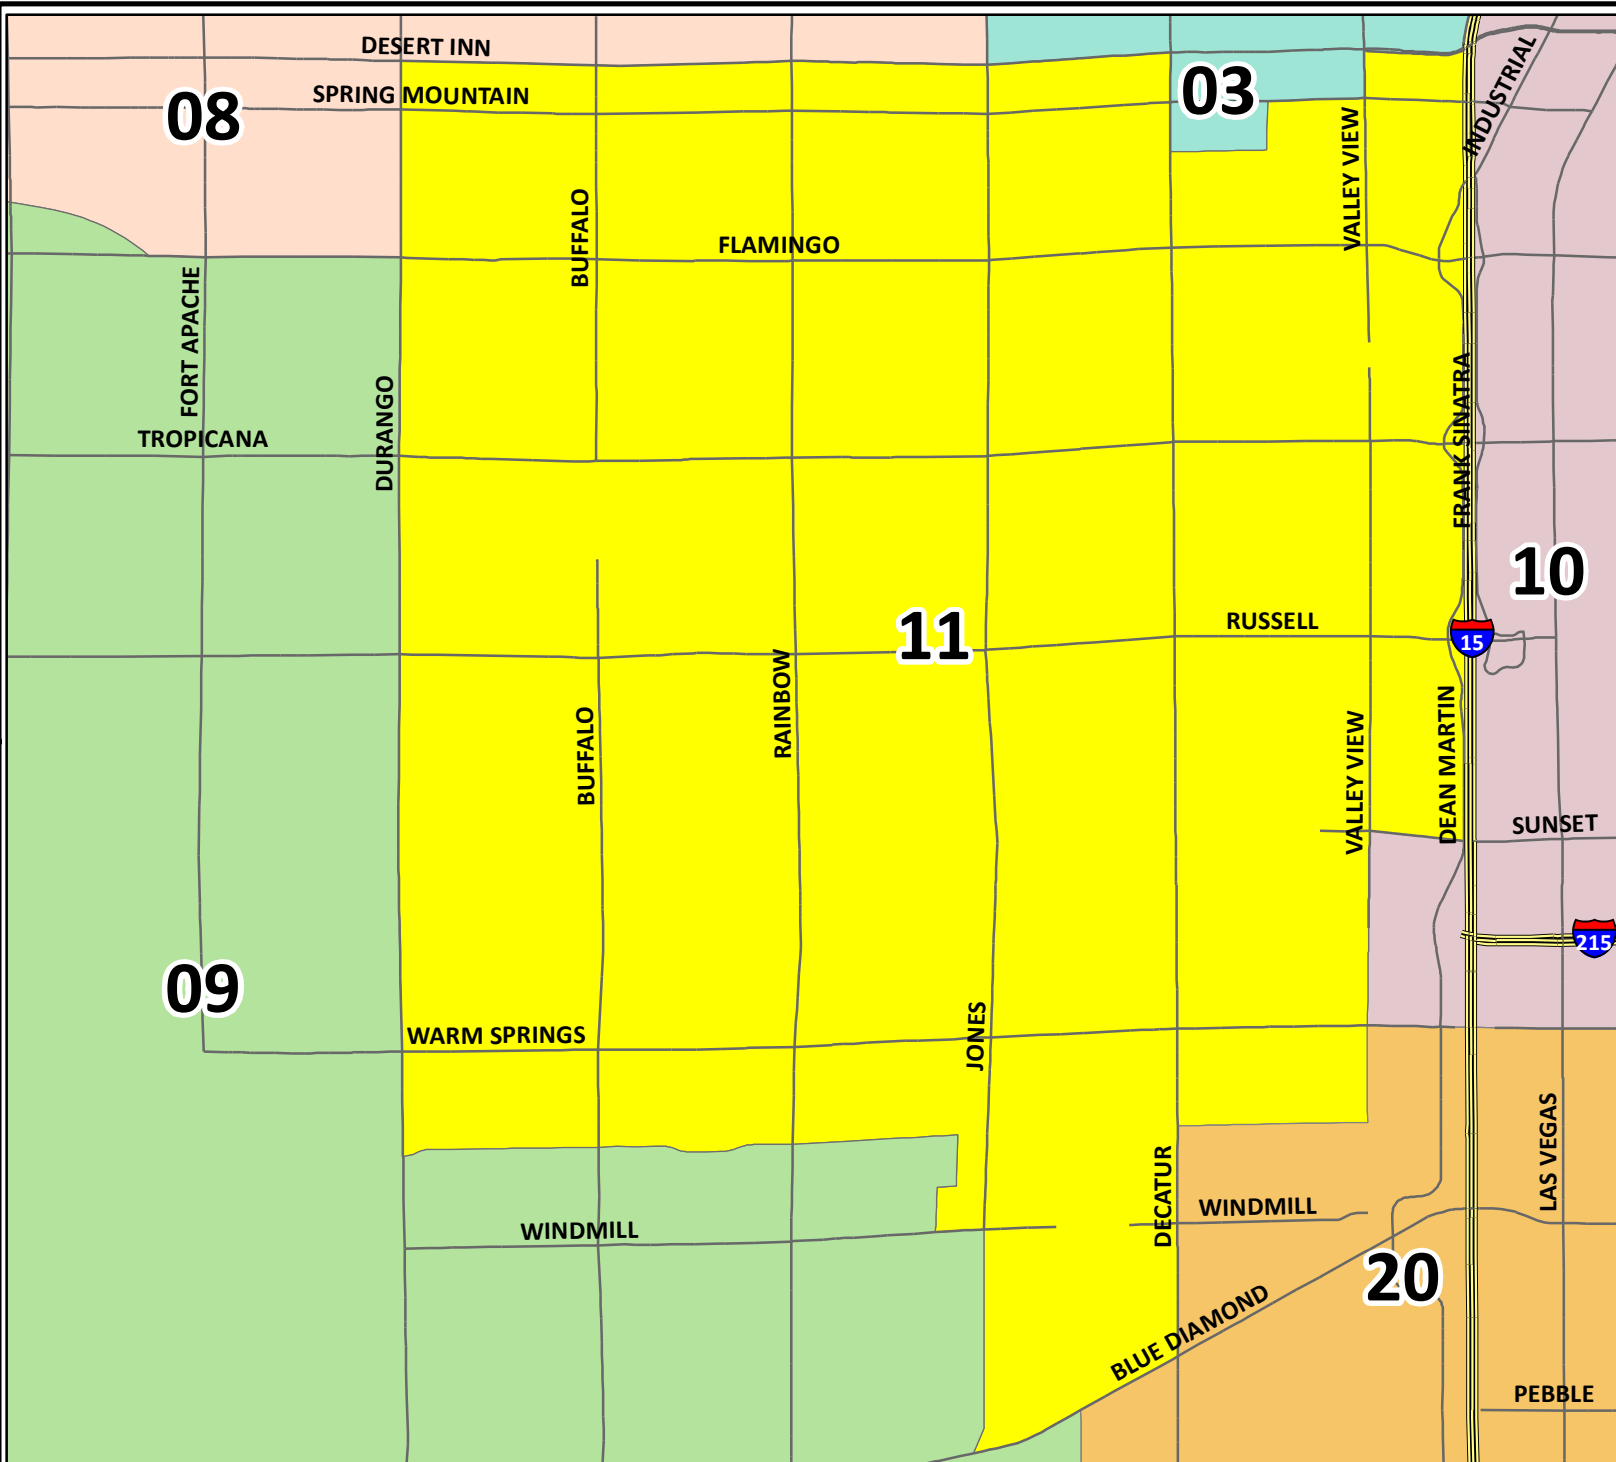 DESERT INN
SPRING MOUNTAIN
08
03
INDUSTRIAL
VALLEY VIEW
BUFFALO
FLAMINGO
FORT APACHE
DURANGO
TROPICANA
FRANK SINATRA
10
RUSSELL
11
15
RAINBOW
BUFFALO
VALLEY VIEW
DEAN MARTIN
SUNSET
215
09
WARM SPRINGS
JONES
LAS VEGAS
DECATUR
WINDMILL
WINDMILL
20
BLUE DIAMOND
PEBBLE